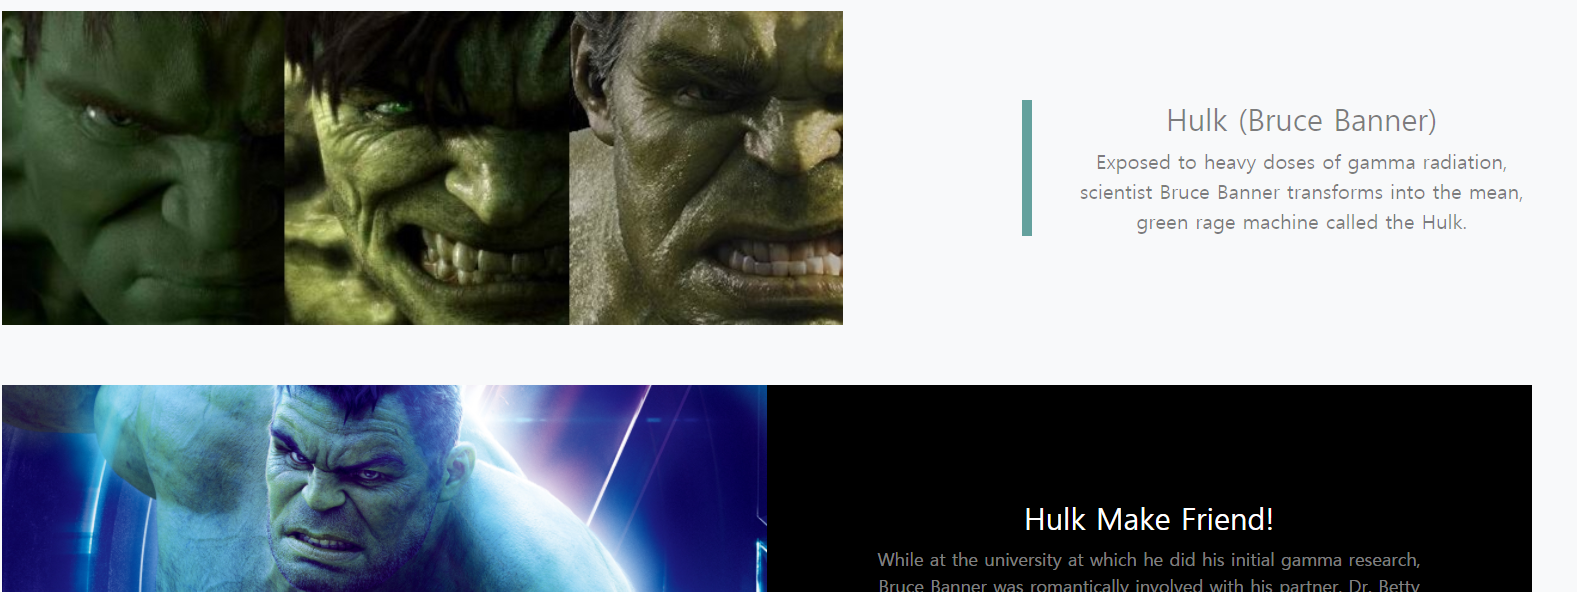 Hulk (Bruce Banner)
Exposed to heavy doses of gamma radiation,
scientist Bruce Banner transforms into the mean,
green rage machine called the Hulk.
Hulk Make Friend!
While at the university at which he did his initial gamma research,
Bruce Banner was romantically involved with his partner, Dr. Betty